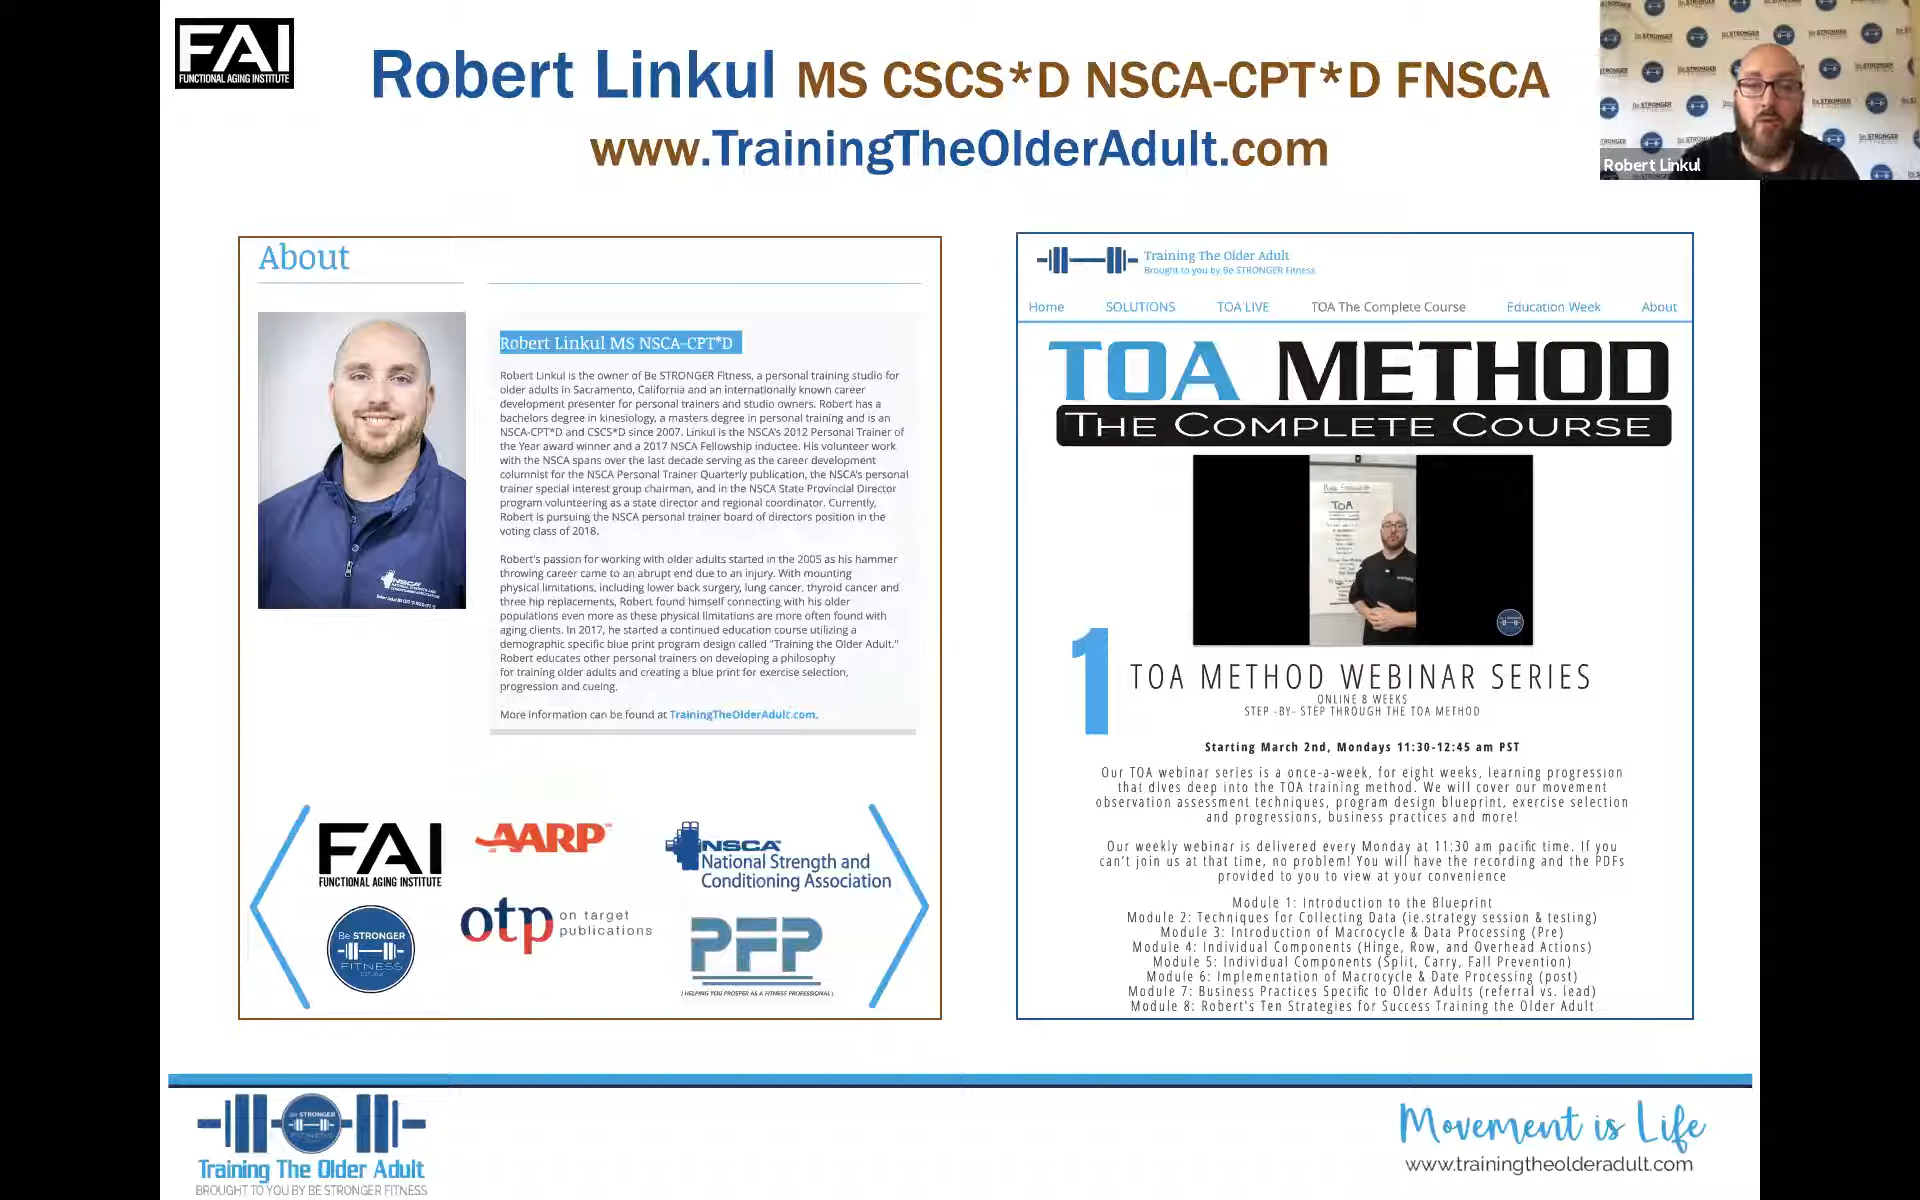 FAI
FUNCTIONAL AGING INSTITUTE
Robert Linkul MS CSCS*D NSCA-CPT*D FNSCA
www.TrainingTheOlderAdult.com
Robert Linkul
About
Robert Linkul MS NSCA-CPT*D
Robert Linkul is the owner of Be STRONGER Fitness, a personal training studio for
older adults in Sacramento, California and an internationally known career
development presenter for personal trainers and studio owners. Robert has a
bachelors degree in kinesiology, a masters degree in personal training and is an
NSCA-CPT*D and CSCS*D since 2007. Linkul is the NSCA's 2012 Personal Trainer of
the Year award winner and a 2017 NSCA Fellowship inductee. His volunteer work
with the NSCA spans over the last decade serving as the career development
columnist for the NSCA Personal Trainer Quarterly publication, the NSCA's personal
trainer special interest group chairman, and in the NSCA State Provincial Director
program volunteering as a state director and regional coordinator. Currently,
Robert is pursuing the NSCA personal trainer board of directors position in the
voting class of 2018.
Robert's passion for working with older adults started in the 2005 as his hammer
throwing career came to an abrupt end due to an injury. With mounting
physical limitations, including lower back surgery, lung cancer, thyroid cancer and
three hip replacements, Robert found himself connecting with his older
populations even more as these physical limitations are more often found with
aging clients. In 2017, he started a continued education course utilizing a
demographic specific blue print program design called "Training the Older Adult."
Robert educates other personal trainers on developing a philosophy
for training older adults and creating a blue print for exercise selection,
progression and cueing.
More information can be found at TrainingTheOlderAdult.com.
NSCA
FAI
FUNCTIONAL AGING INSTITUTE
AARP
NSCA
National Strength and
Conditioning Association
Be STRONGER
FITNESS
otp on target
publications
PFP
( HELPING YOU PROSPER AS A FITNESS PROFESSIONAL )
Training The Older Adult
Brought to you by Be STRONGER Fitness
Home SOLUTIONS TOA LIVE TOA The Complete Course Education Week About
TOA METHOD
THE COMPLETE COURSE
TOA
1
TOA METHOD WEBINAR SERIES
ONLINE 8 WEEKS
STEP -BY- STEP THROUGH THE TOA METHOD
Starting March 2nd, Mondays 11:30-12:45 am PST
Our TOA webinar series is a once-a-week, for eight weeks, learning progression
that dives deep into the TOA training method. We will cover our movement
observation assessment techniques, program design blueprint, exercise selection
and progressions, business practices and more!
Our weekly webinar is delivered every Monday at 11:30 am pacific time. If you
can't join us at that time, no problem! You will have the recording and the PDFs
provided to you to view at your convenience
Module 1: Introduction to the Blueprint
Module 2: Techniques for Collecting Data (ie.strategy session & testing)
Module 3: Introduction of Macrocycle & Data Processing (Pre)
Module 4: Individual Components (Hinge, Row, and Overhead Actions)
Module 5: Individual Components (Split, Carry, Fall Prevention)
Module 6: Implementation of Macrocycle & Date Processing (post)
Module 7: Business Practices Specific to Older Adults (referral vs. lead)
Module 8: Robert's Ten Strategies for Success Training the Older Adult
Be STRONGER
FITNESS
Training The Older Adult
BROUGHT TO YOU BY BE STRONGER FITNESS
Movement is Life
www.trainingtheolderadult.com